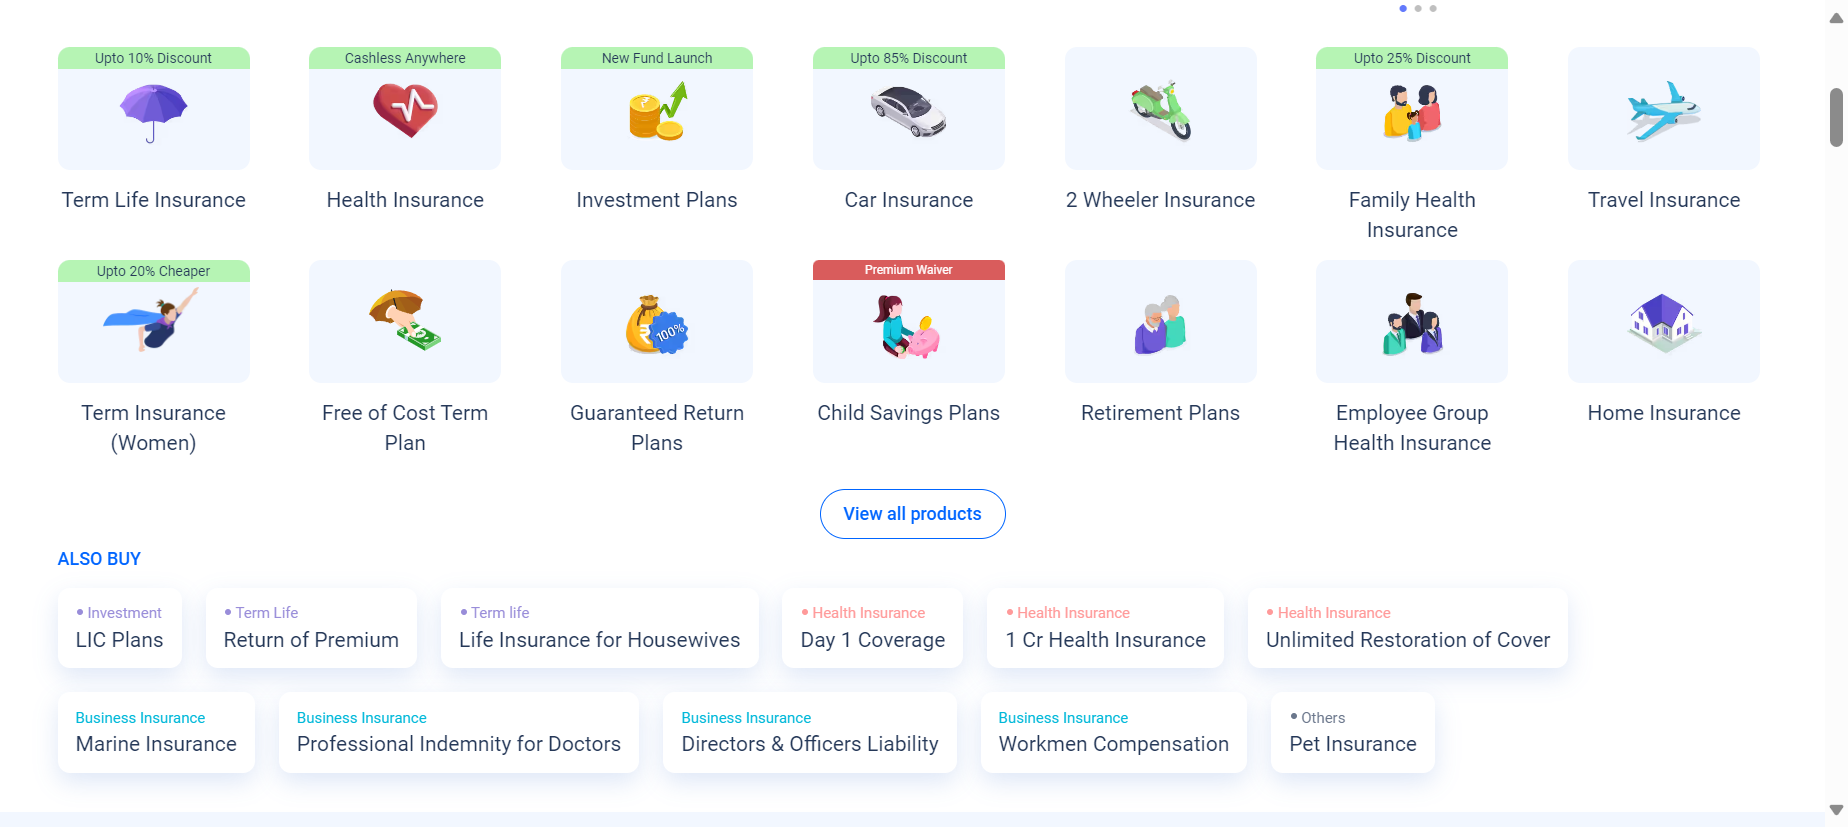 Upto 10% Discount
Cashless Anywhere
New Fund Launch
Upto 85% Discount
Upto 25% Discount
Term Life Insurance
Health Insurance
Investment Plans
Car Insurance
2 Wheeler Insurance
Family Health
Insurance
Travel Insurance
Upto 20% Cheaper
Premium Waiver
100%
Term Insurance
(Women)
Free of Cost Term
Plan
Guaranteed Return
Plans
Child Savings Plans
Retirement Plans
Employee Group
Health Insurance
Home Insurance
View all products
ALSO BUY
Investment
LIC Plans
Term Life
Return of Premium
Term life
Life Insurance for Housewives
Health Insurance
Day 1 Coverage
Health Insurance
1 Cr Health Insurance
Health Insurance
Unlimited Restoration of Cover
Business Insurance
Marine Insurance
Business Insurance
Professional Indemnity for Doctors
Business Insurance
Directors & Officers Liability
Business Insurance
Workmen Compensation
Others
Pet Insurance